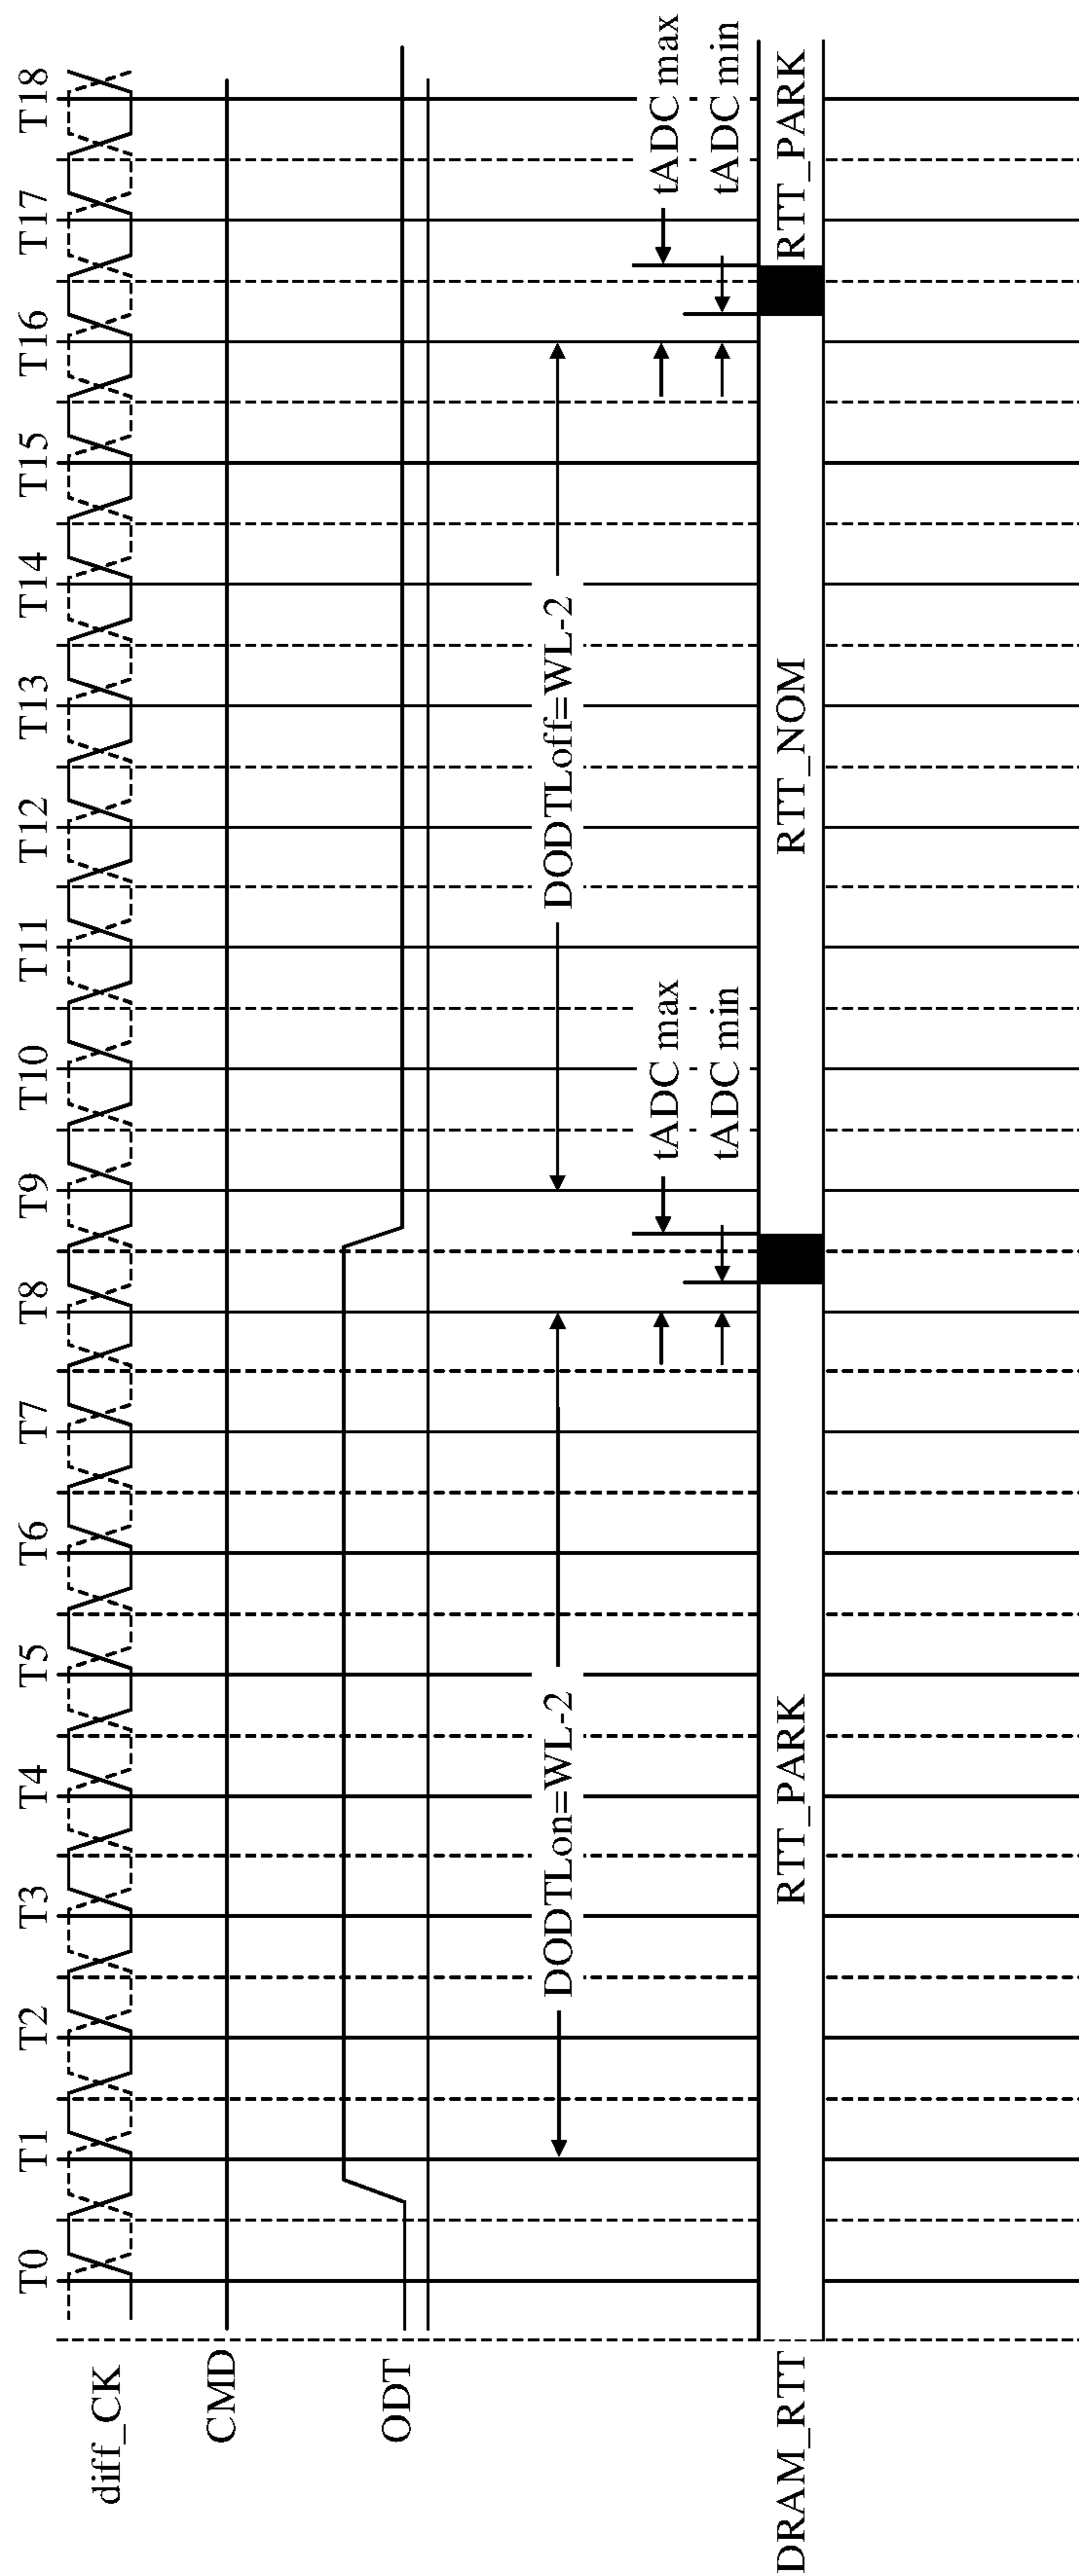 T0 T1 T2 T3 T4 T5 T6 T7 T8 T9 T10 T11 T12 T13 T14 T15 T16 T17 T18
diff_CK
CMD
ODT
DODTLon=WL-2
DODTLoff=WL-2
tADC max
tADC max
tADC min
tADC min
DRAM_RTT
RTT_PARK
RTT_NOM
RTT_PARK